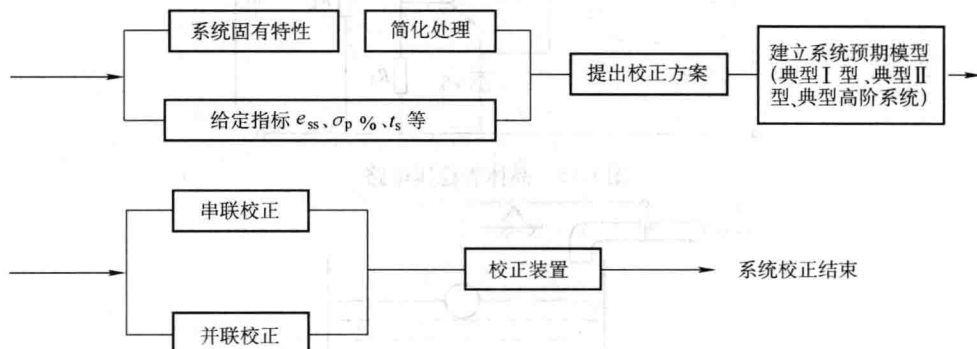 系统固有特性
简化处理
给定指标 ess、σp %、ts 等
提出校正方案
建立系统预期模型
(典型Ⅰ型、典型Ⅱ
型、典型高阶系统)
串联校正
并联校正
校正装置
系统校正结束